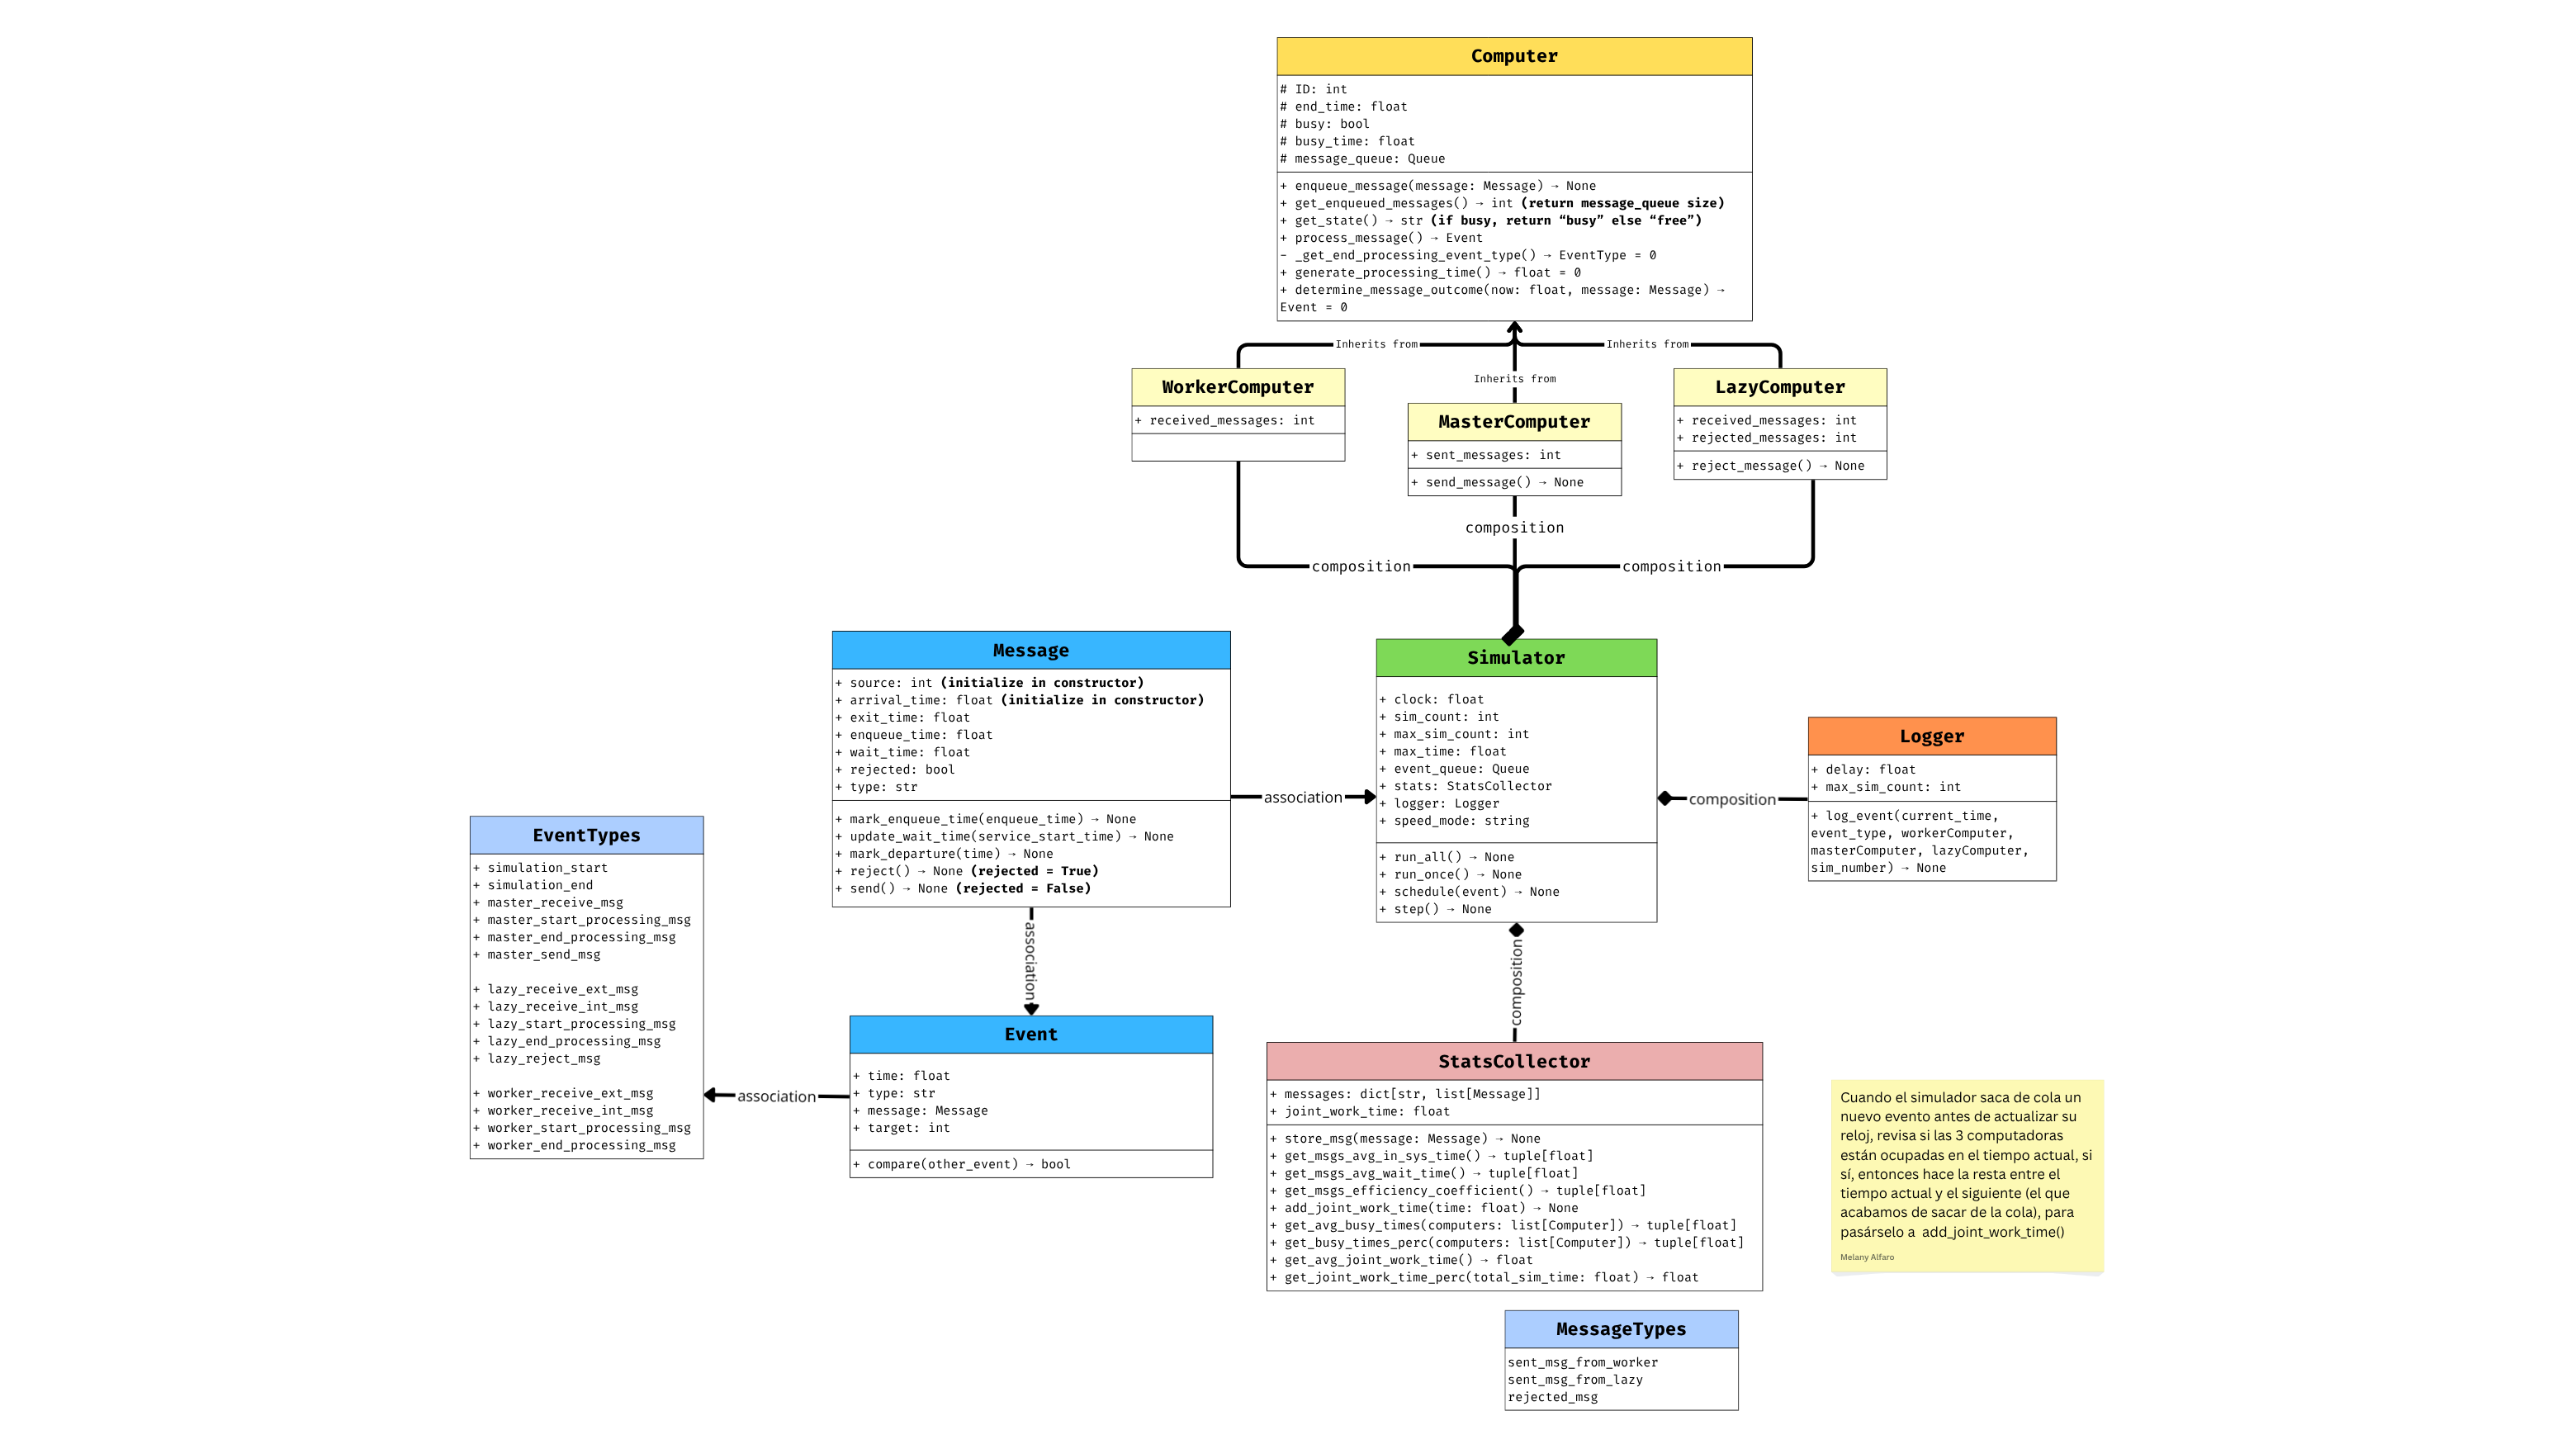 Computer
# ID: int
# end_time: float
# busy: bool
# busy_time: float
# message_queue: Queue
+ enqueue_message(message: Message) → None
+ get_enqueued_messages() → int (return message_queue size)
+ get_state() → str (if busy, return “busy” else “free”)
+ process_message() → Event
- _get_end_processing_event_type() → EventType = 0
+ generate_processing_time() → float = 0
+ determine_message_outcome(now: float, message: Message) →
Event = 0
Inherits from
Inherits from
Inherits from
WorkerComputer
+ received_messages: int
MasterComputer
+ sent_messages: int
+ send_message() → None
LazyComputer
+ received_messages: int
+ rejected_messages: int
+ reject_message() → None
composition
composition
composition
Message
+ source: int (initialize in constructor)
+ arrival_time: float (initialize in constructor)
+ exit_time: float
+ enqueue_time: float
+ wait_time: float
+ rejected: bool
+ type: str
+ mark_enqueue_time(enqueue_time) → None
+ update_wait_time(service_start_time) → None
+ mark_departure(time) → None
+ reject() → None (rejected = True)
+ send() → None (rejected = False)
association
Simulator
+ clock: float
+ sim_count: int
+ max_sim_count: int
+ max_time: float
+ event_queue: Queue
+ stats: StatsCollector
+ logger: Logger
+ speed_mode: string
+ run_all() → None
+ run_once() → None
+ schedule(event) → None
+ step() → None
composition
Logger
+ delay: float
+ max_sim_count: int
+ log_event(current_time,
event_type, workerComputer,
masterComputer, lazyComputer,
sim_number) → None
EventTypes
+ simulation_start
+ simulation_end
+ master_receive_msg
+ master_start_processing_msg
+ master_end_processing_msg
+ master_send_msg
+ lazy_receive_ext_msg
+ lazy_receive_int_msg
+ lazy_start_processing_msg
+ lazy_end_processing_msg
+ lazy_reject_msg
+ worker_receive_ext_msg
+ worker_receive_int_msg
+ worker_start_processing_msg
+ worker_end_processing_msg
association
association
Event
+ time: float
+ type: str
+ message: Message
+ target: int
+ compare(other_event) → bool
composition
StatsCollector
+ messages: dict[str, list[Message]]
+ joint_work_time: float
+ store_msg(message: Message) → None
+ get_msgs_avg_in_sys_time() → tuple[float]
+ get_msgs_avg_wait_time() → tuple[float]
+ get_msgs_efficiency_coefficient() → tuple[float]
+ add_joint_work_time(time: float) → None
+ get_avg_busy_times(computers: list[Computer]) → tuple[float]
+ get_busy_times_perc(computers: list[Computer]) → tuple[float]
+ get_avg_joint_work_time() → float
+ get_joint_work_time_perc(total_sim_time: float) → float
Cuando el simulador saca de cola un
nuevo evento antes de actualizar su
reloj, revisa si las 3 computadoras
están ocupadas en el tiempo actual, si
sí, entonces hace la resta entre el
tiempo actual y el siguiente (el que
acabamos de sacar de la cola), para
pasárselo a add_joint_work_time()
Melany Alfaro
MessageTypes
sent_msg_from_worker
sent_msg_from_lazy
rejected_msg